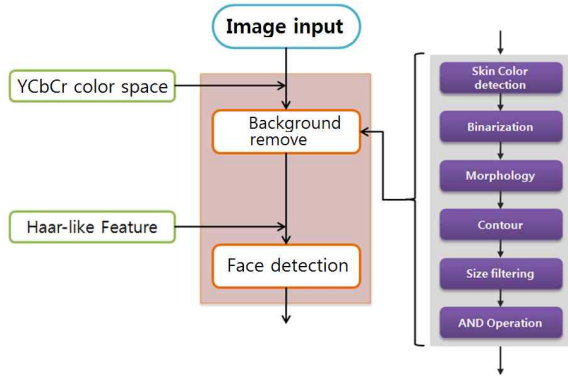 Image input
YCbCr color space
Background
remove
Haar-like Feature
Face detection
Skin Color
detection
Binarization
Morphology
Contour
Size filtering
AND Operation